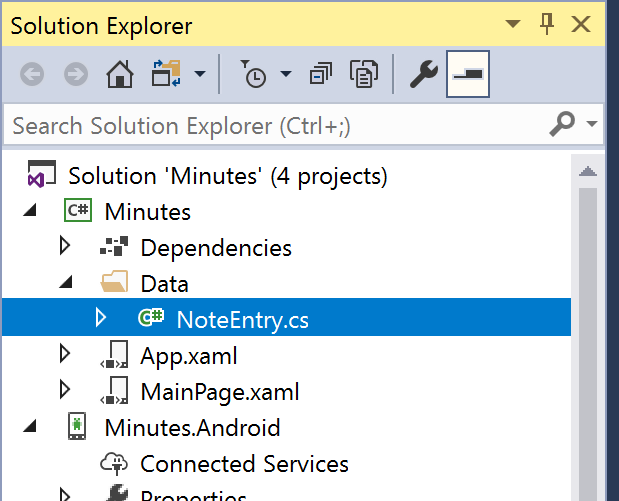 Solution Explorer
Search Solution Explorer (Ctrl+;)
Solution 'Minutes' (4 projects)
C# Minutes
Dependencies
Data
C# NoteEntry.cs
App.xaml
MainPage.xaml
Minutes.Android
Connected Services
Properties